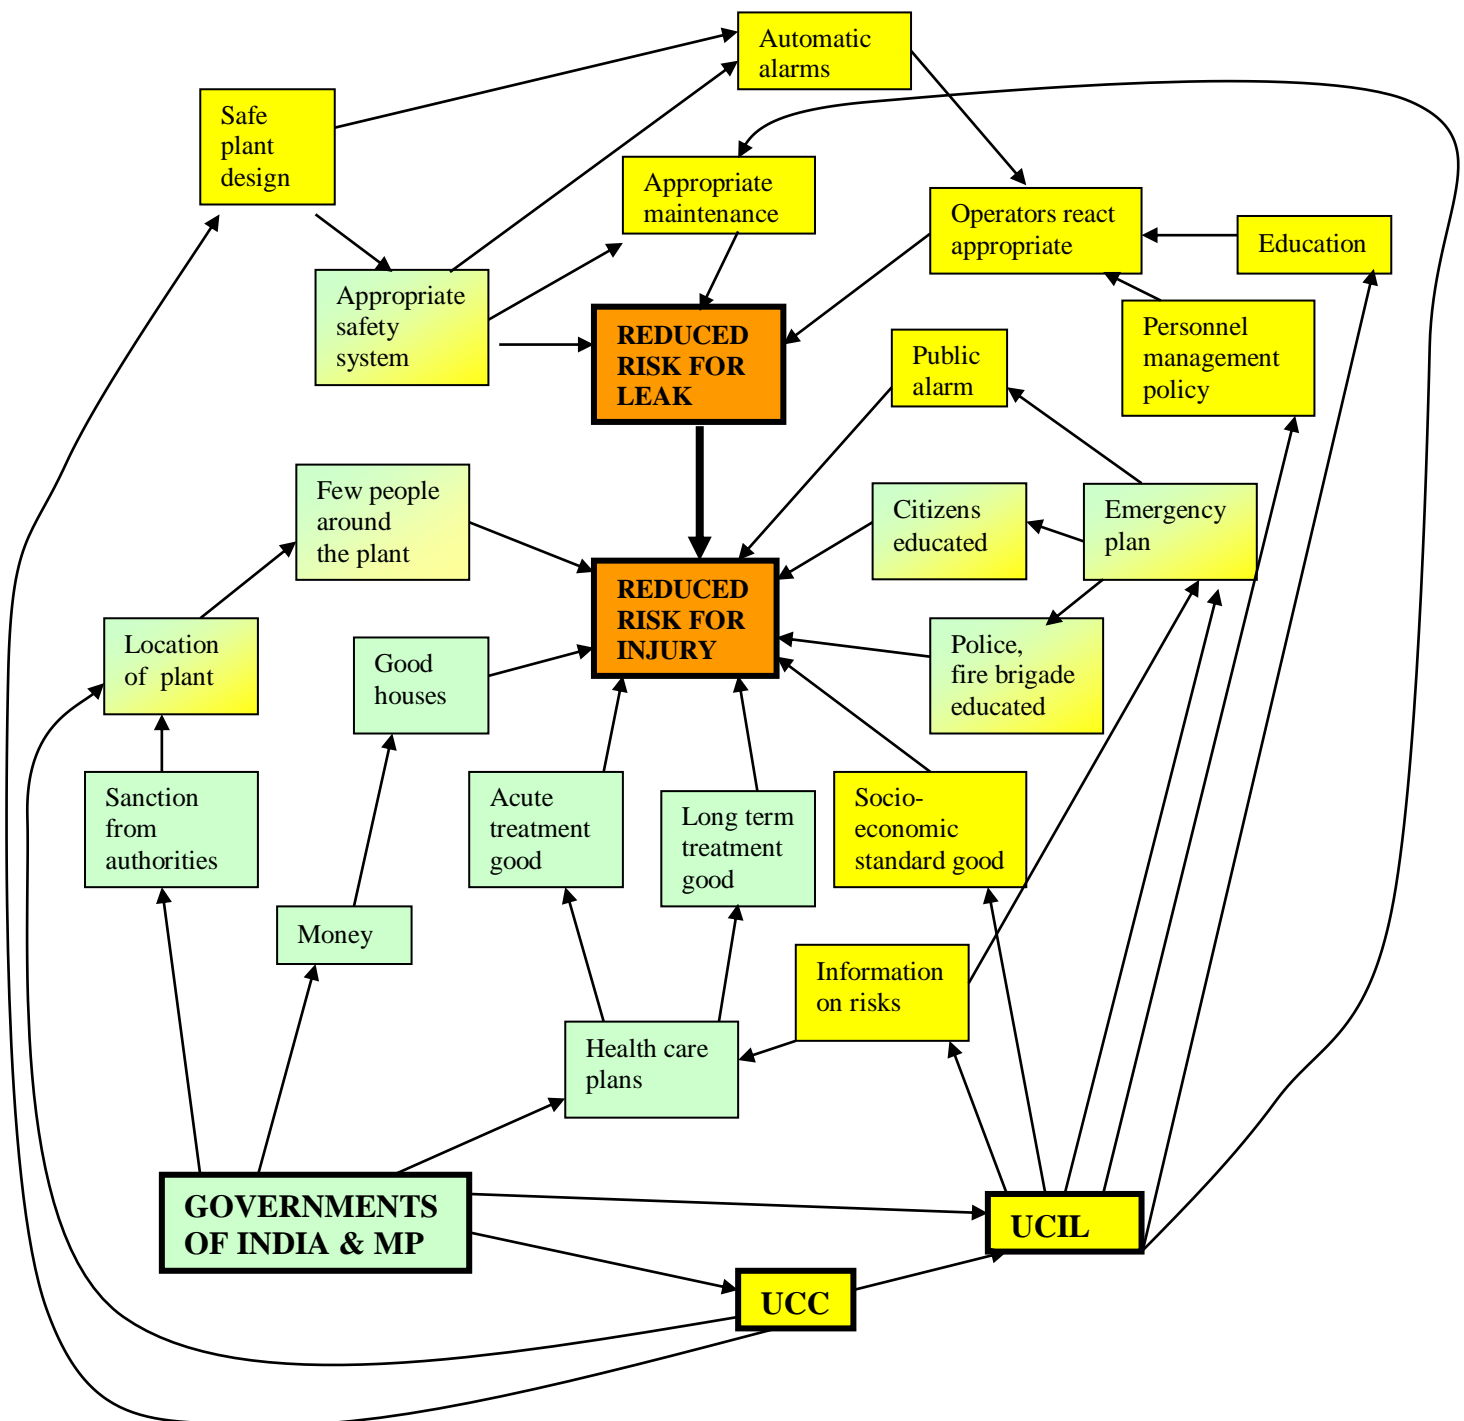 Automatic
alarms
Safe
plant
design
Appropriate
maintenance
Operators react
appropriate
Education
Appropriate
safety
system
REDUCED
RISK FOR
LEAK
Public
alarm
Personnel
management
policy
Few people
around
the plant
Citizens
educated
Emergency
plan
REDUCED
RISK FOR
INJURY
Location
of plant
Good
houses
Police,
fire brigade
educated
Sanction
from
authorities
Acute
treatment
good
Long term
treatment
good
Socio-
economic
standard good
Money
Information
on risks
Health care
plans
GOVERNMENTS
OF INDIA & MP
UCIL
UCC